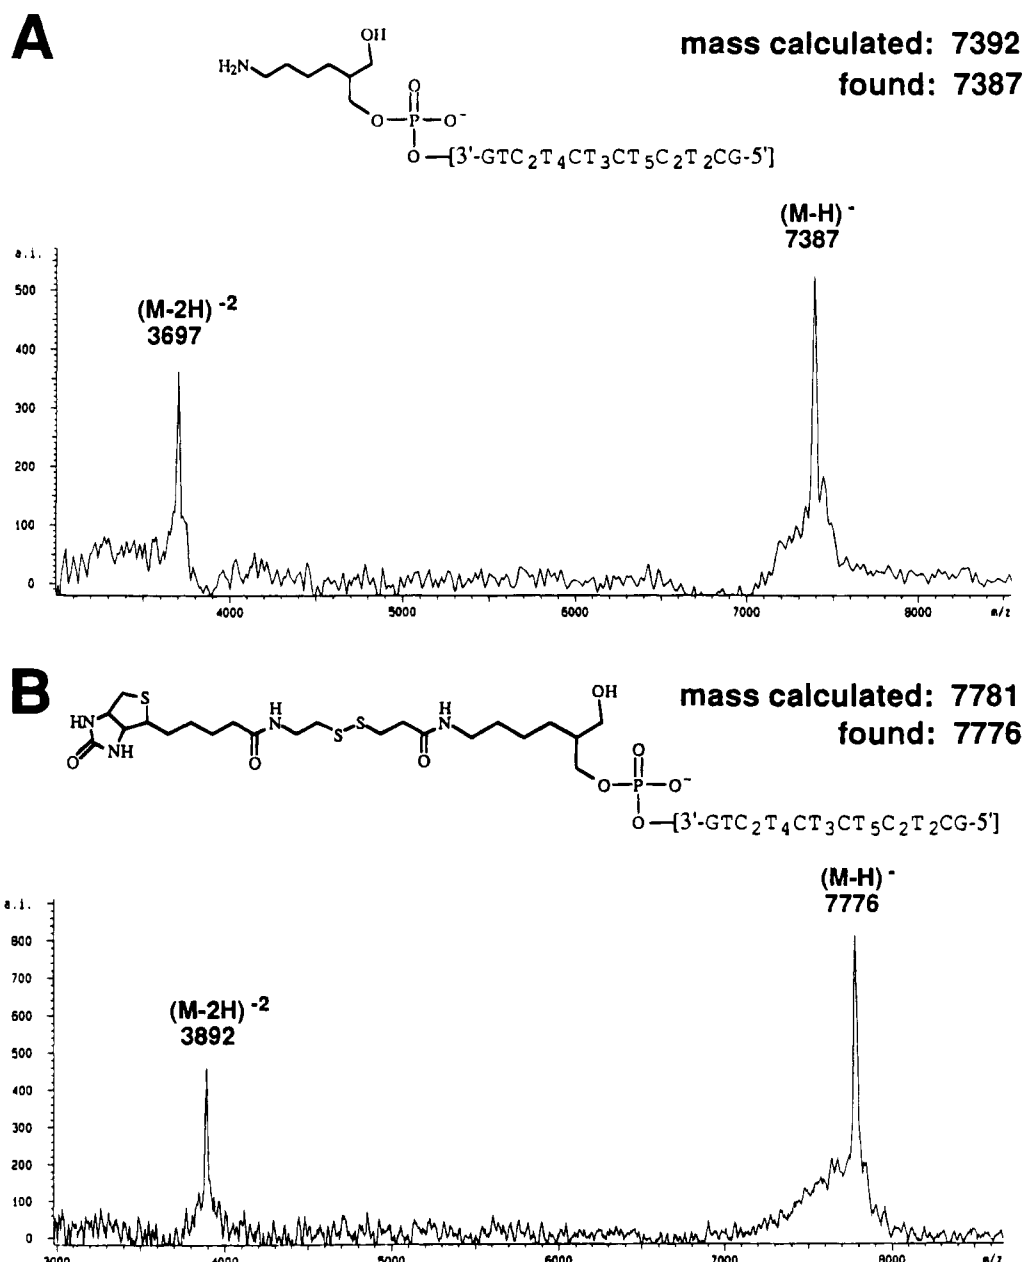 A
mass calculated: 7392
found: 7387
OH
H₂N
O
O–P–O⁻
O–[3'-GTC₂T₄CT₃CT₅C₂T₂CG-5']
(M-H)⁻
7387
(M-2H)⁻²
3697
a.i.
500
400
300
200
100
0
4000 5000 6000 7000 8000 m/z
B
mass calculated: 7781
found: 7776
OH
S
HN
NH
O
H
N
O
S–S
O
H
N
O
O–P–O⁻
O–[3'-GTC₂T₄CT₃CT₅C₂T₂CG-5']
(M-H)⁻
7776
(M-2H)⁻²
3892
a.i.
800
700
600
500
400
300
200
100
0
3000 4000 5000 6000 7000 8000 m/z